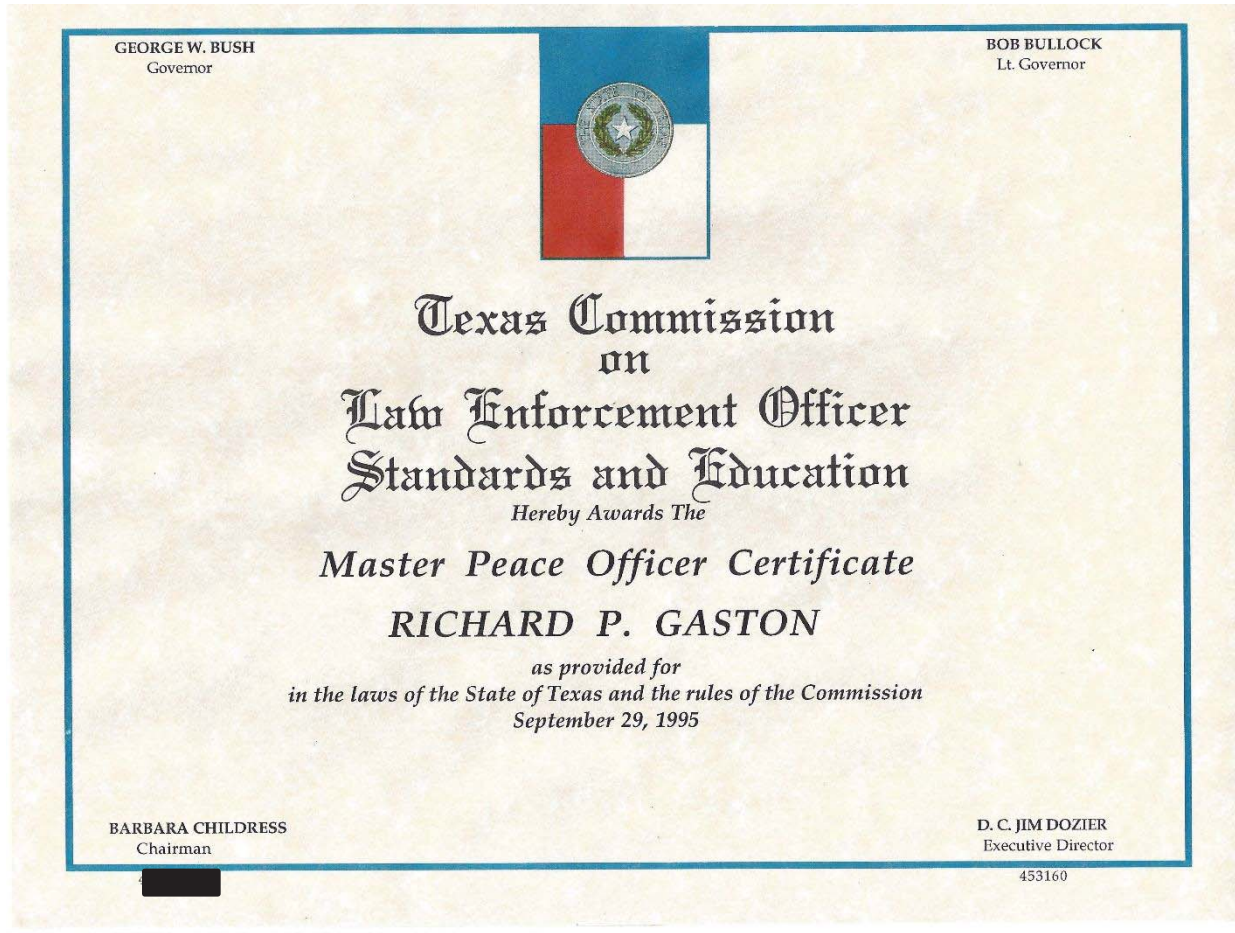 GEORGE W. BUSH
Governor
BOB BULLOCK
Lt. Governor
Texas Commission
on
Law Enforcement Officer
Standards and Education
Hereby Awards The
Master Peace Officer Certificate
RICHARD P. GASTON
as provided for
in the laws of the State of Texas and the rules of the Commission
September 29, 1995
BARBARA CHILDRESS
Chairman
D. C. JIM DOZIER
Executive Director
453160